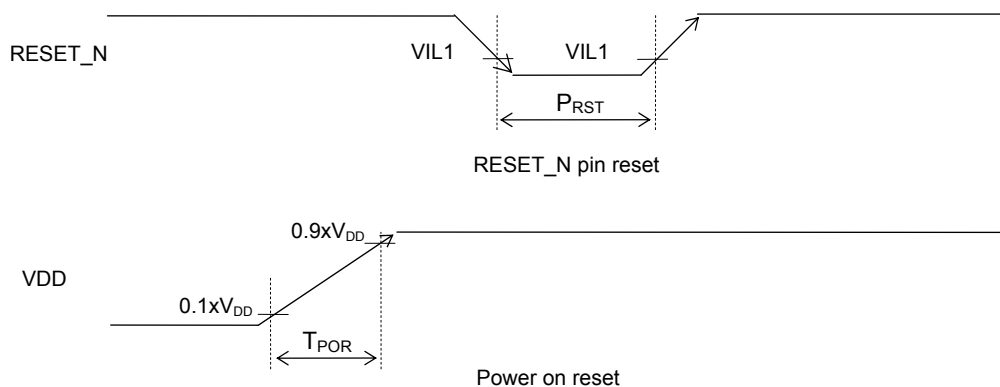 RESET_N
VIL1
VIL1
PRST
RESET_N pin reset
0.9xVDD
VDD
0.1xVDD
TPOR
Power on reset